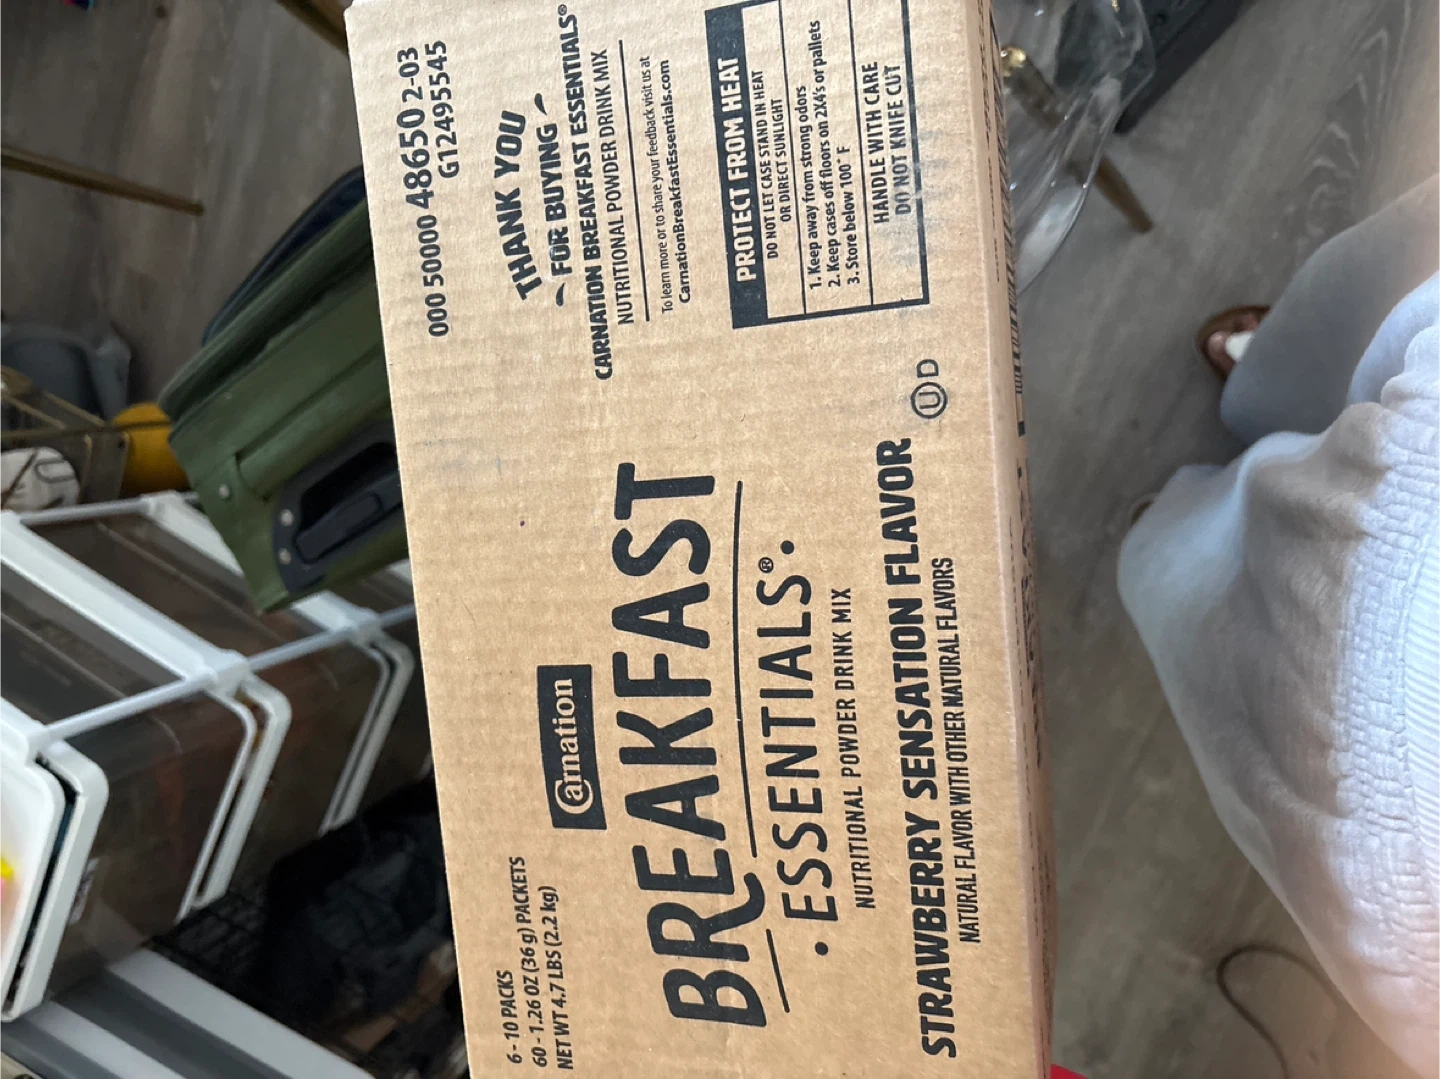 6 - 10 PACKS
60 - 1.26 OZ (36 g) PACKETS
NET WT 4.7 LBS (2.2 kg)
Carnation
BREAKFAST
• ESSENTIALS® •
NUTRITIONAL POWDER DRINK MIX
STRAWBERRY SENSATION FLAVOR
NATURAL FLAVOR WITH OTHER NATURAL FLAVORS
U D
000 50000 48650 2-03
G12495545
THANK YOU
~ FOR BUYING ~
CARNATION BREAKFAST ESSENTIALS®
NUTRITIONAL POWDER DRINK MIX
To learn more or to share your feedback visit us at
CarnationBreakfastEssentials.com
PROTECT FROM HEAT
DO NOT LET CASE STAND IN HEAT
OR DIRECT SUNLIGHT
1. Keep away from strong odors
2. Keep cases off floors on 2X4's or pallets
3. Store below 100° F
HANDLE WITH CARE
DO NOT KNIFE CUT